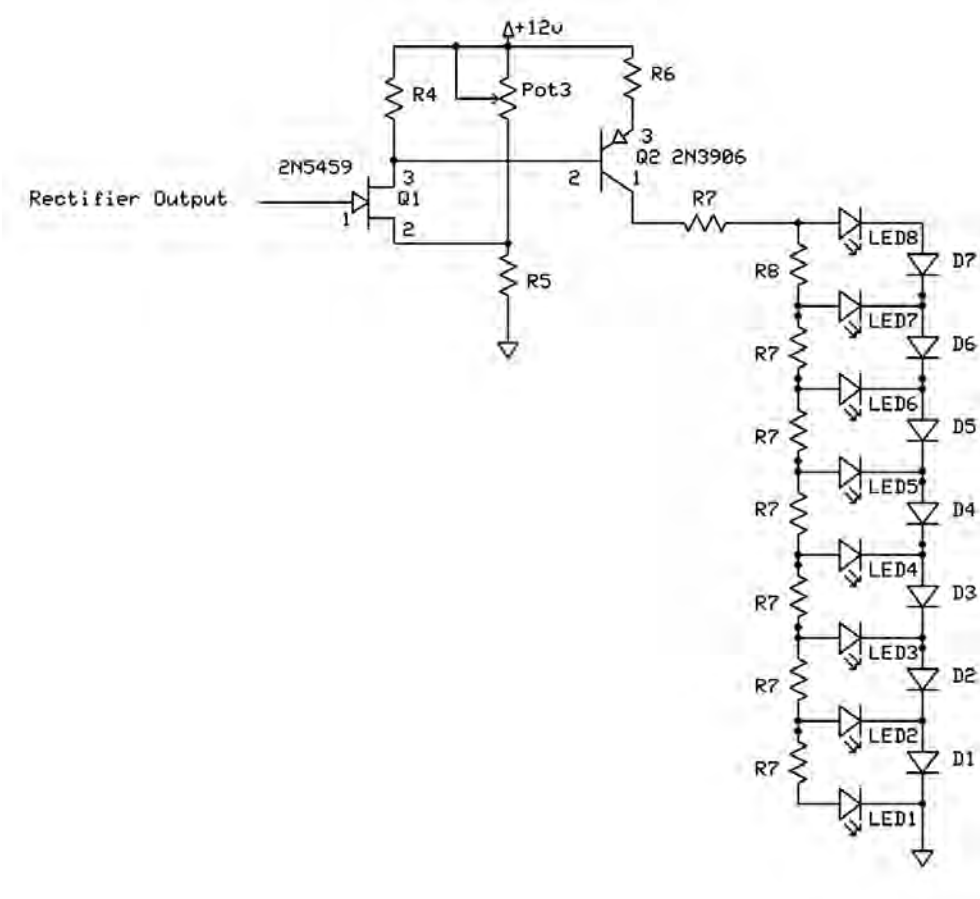 +12v
R6
R4
Pot3
3
2N5459
Q2 2N3906
3
2
1
Rectifier Output
Q1
R7
1
2
LED8
D7
R8
R5
LED7
D6
R7
LED6
D5
R7
LED5
D4
R7
LED4
D3
R7
LED3
D2
R7
LED2
D1
R7
LED1